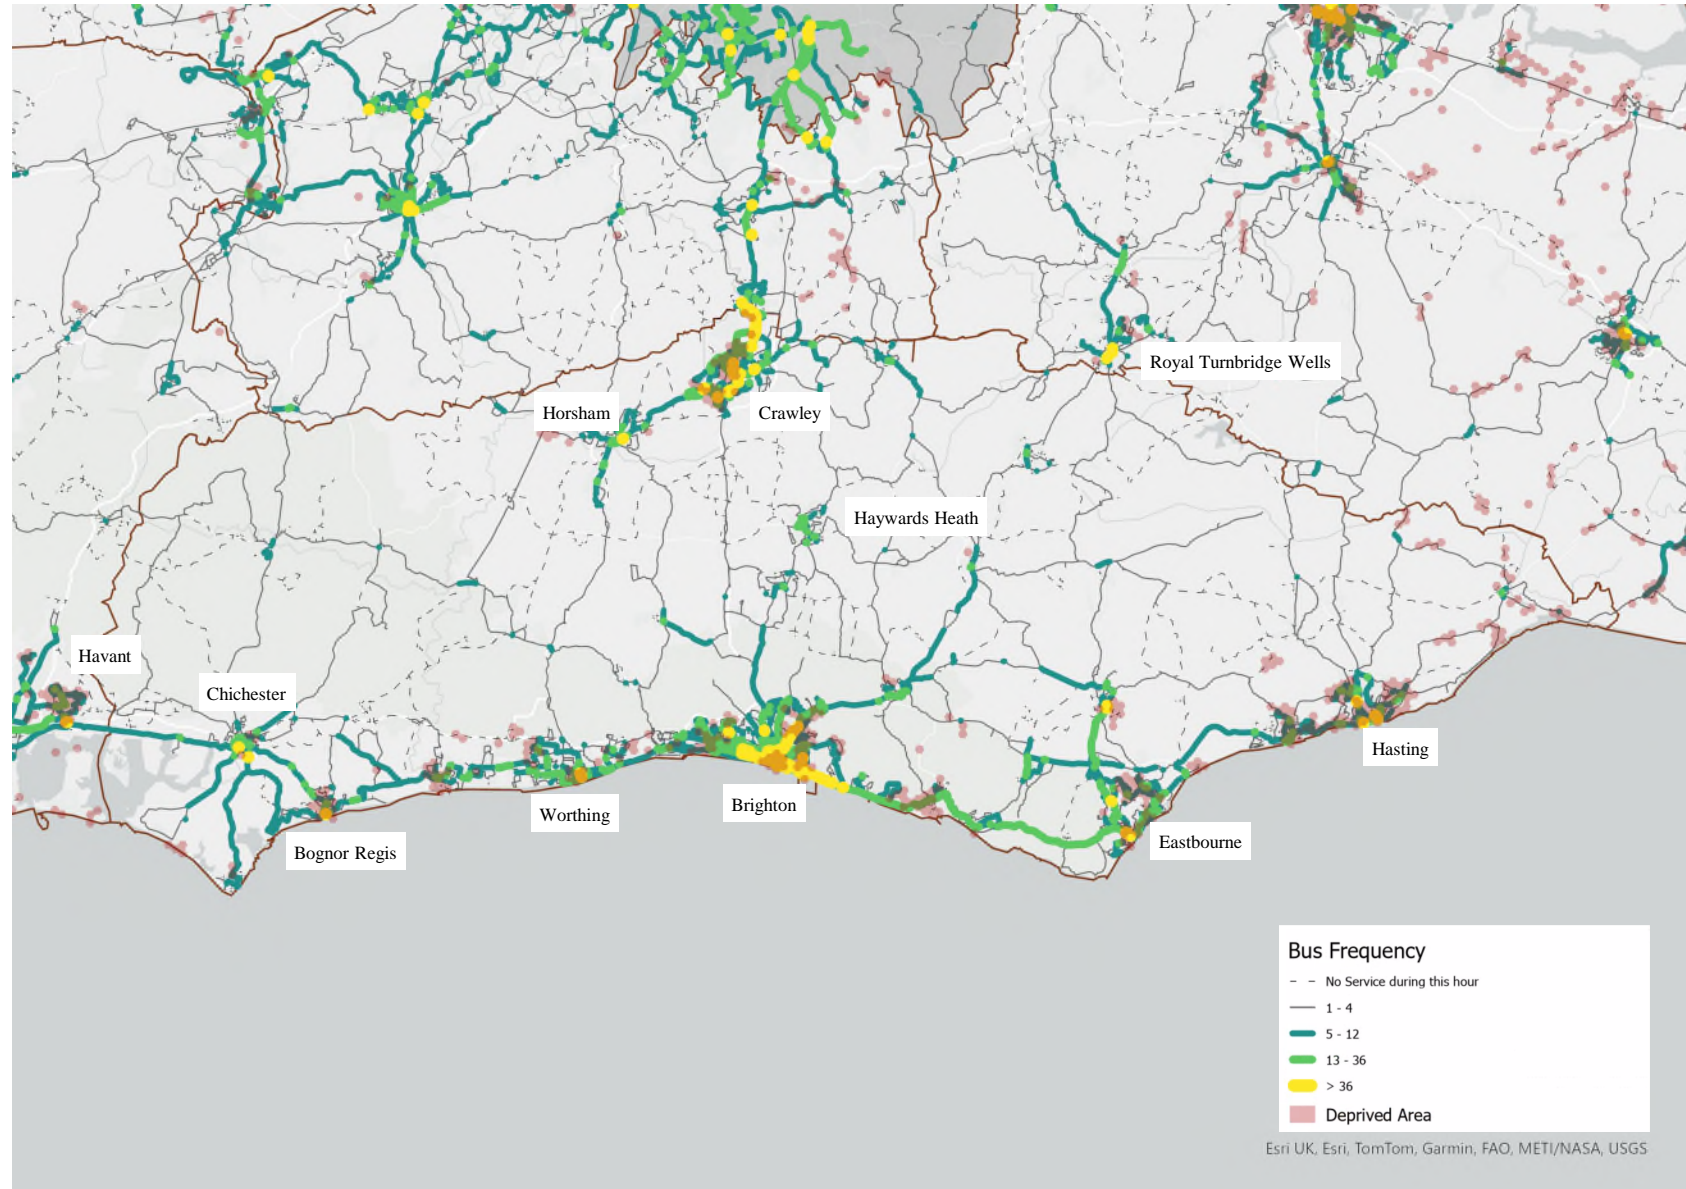 Royal Turnbridge Wells
Horsham
Crawley
Haywards Heath
Havant
Chichester
Hasting
Worthing
Brighton
Eastbourne
Bognor Regis
Bus Frequency
No Service during this hour
1 - 4
5 - 12
13 - 36
> 36
Deprived Area
Esri UK, Esri, TomTom, Garmin, FAO, METI/NASA, USGS